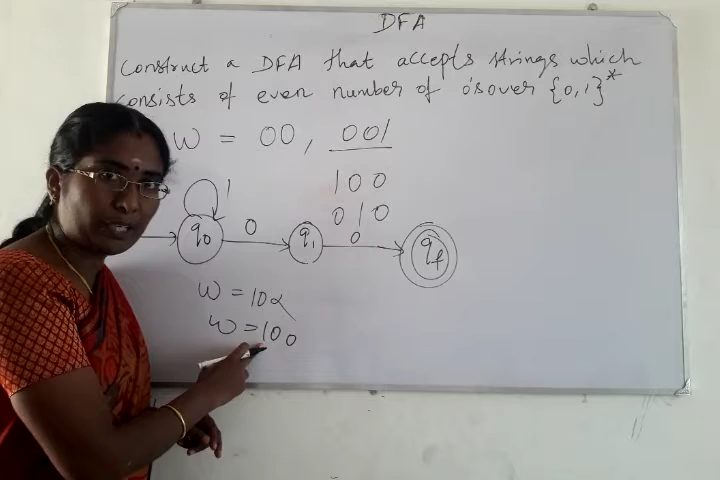 DFA
Construct a DFA that accepts strings which
consists of even number of 0's over {0,1}*
W = 00, 001
100
010
1
q0 0 q1 0 qf
W = 10
W = 100